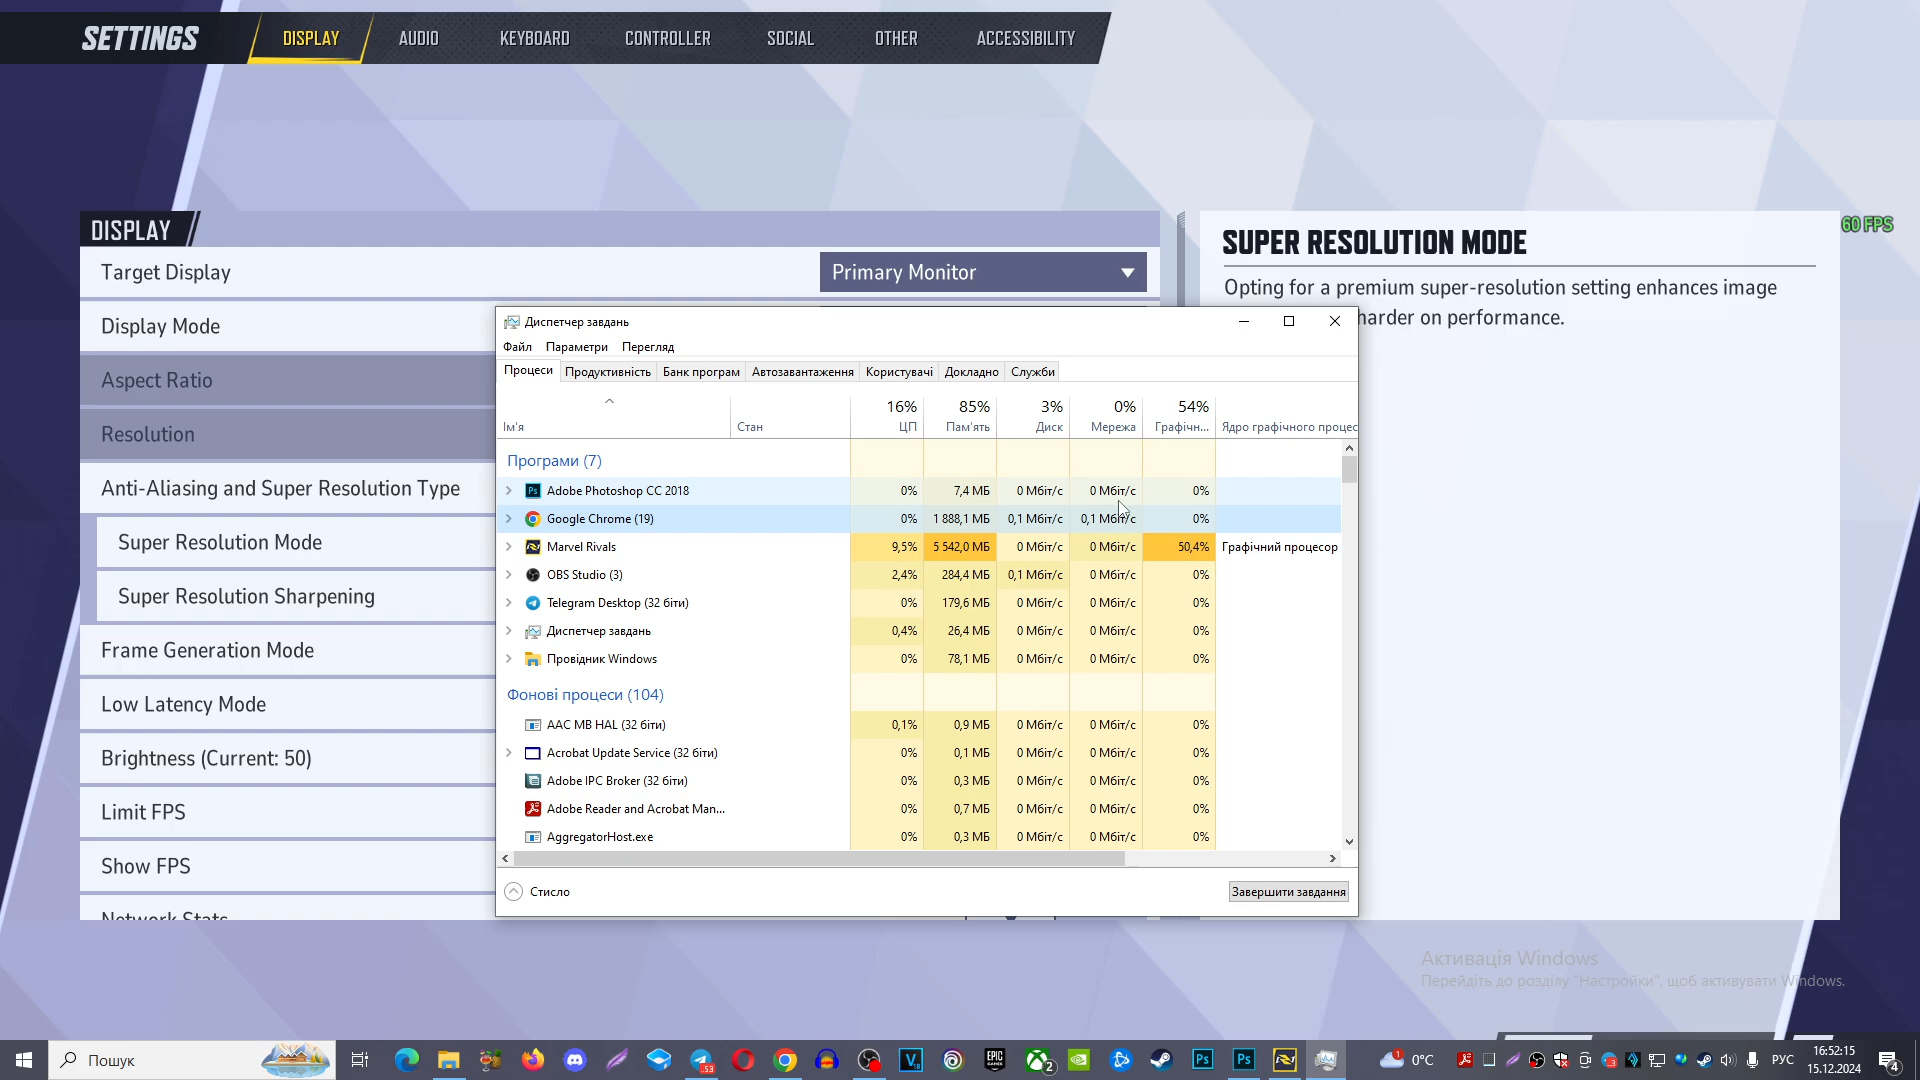 SETTINGS
DISPLAY
AUDIO
KEYBOARD
CONTROLLER
SOCIAL
OTHER
ACCESSIBILITY
60 FPS
DISPLAY
Target Display
Primary Monitor
Display Mode
Aspect Ratio
Resolution
Anti-Aliasing and Super Resolution Type
Super Resolution Mode
Super Resolution Sharpening
Frame Generation Mode
Low Latency Mode
Brightness (Current: 50)
Limit FPS
Show FPS
Network Stats
SUPER RESOLUTION MODE
Opting for a premium super-resolution setting enhances image
harder on performance.
Диспетчер завдань
Файл Параметри Перегляд
Процеси Продуктивність Банк програм Автозавантаження Користувачі Докладно Служби
16% 85% 3% 0% 54%
Ім'я Стан ЦП Пам'ять Диск Мережа Графічн... Ядро графічного процес
Програми (7)
Adobe Photoshop CC 2018 0% 7,4 МБ 0 Мбіт/с 0 Мбіт/с 0%
Google Chrome (19) 0% 1 888,1 МБ 0,1 Мбіт/с 0,1 Мбіт/с 0%
Marvel Rivals 9,5% 5 542,0 МБ 0 Мбіт/с 0 Мбіт/с 50,4% Графічний процесор
OBS Studio (3) 2,4% 284,4 МБ 0,1 Мбіт/с 0 Мбіт/с 0%
Telegram Desktop (32 біти) 0% 179,6 МБ 0 Мбіт/с 0 Мбіт/с 0%
Диспетчер завдань 0,4% 26,4 МБ 0 Мбіт/с 0 Мбіт/с 0%
Провідник Windows 0% 78,1 МБ 0 Мбіт/с 0 Мбіт/с 0%
Фонові процеси (104)
AAC MB HAL (32 біти) 0,1% 0,9 МБ 0 Мбіт/с 0 Мбіт/с 0%
Acrobat Update Service (32 біти) 0% 0,1 МБ 0 Мбіт/с 0 Мбіт/с 0%
Adobe IPC Broker (32 біти) 0% 0,3 МБ 0 Мбіт/с 0 Мбіт/с 0%
Adobe Reader and Acrobat Man... 0% 0,7 МБ 0 Мбіт/с 0 Мбіт/с 0%
AggregatorHost.exe 0% 0,3 МБ 0 Мбіт/с 0 Мбіт/с 0%
Стисло
Завершити завдання
Активація Windows
Перейдіть до розділу "Настройки", щоб активувати Windows.
Пошук
0°C
РУС
16:52:15
15.12.2024